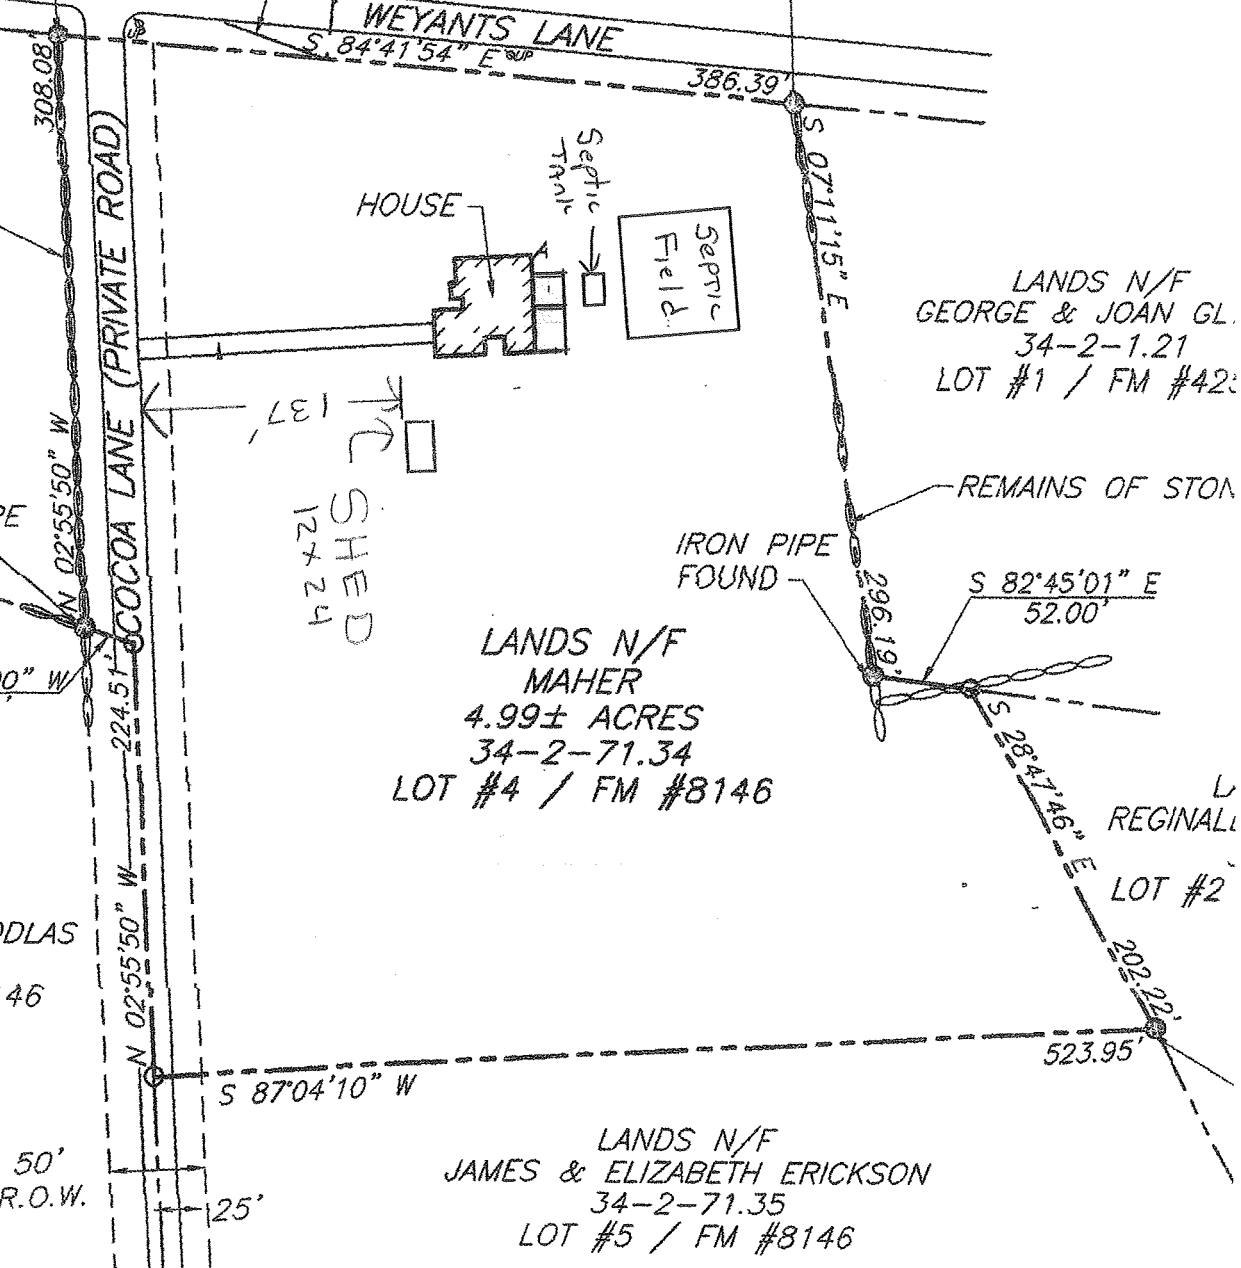 WEYANTS LANE
S 84°41'54" E
386.39'
308.08'
COCOA LANE (PRIVATE ROAD)
Septic
TANK
HOUSE
Septic
Field
S 07°11'15" E
LANDS N/F
GEORGE & JOAN GL
34-2-1.21
LOT #1 / FM #42
137'
SHED
12x24
N 02°55'50" W
REMAINS OF STON
IRON PIPE
FOUND
296.19'
S 82°45'01" E
52.00'
PE
0" W
224.51'
LANDS N/F
MAHER
4.99± ACRES
34-2-71.34
LOT #4 / FM #8146
S 28°47'46" E
REGINAL
LOT #2
202.22'
ODLAS
46
N 02°55'50" W
523.95'
S 87°04'10" W
50'
R.O.W.
25'
LANDS N/F
JAMES & ELIZABETH ERICKSON
34-2-71.35
LOT #5 / FM #8146